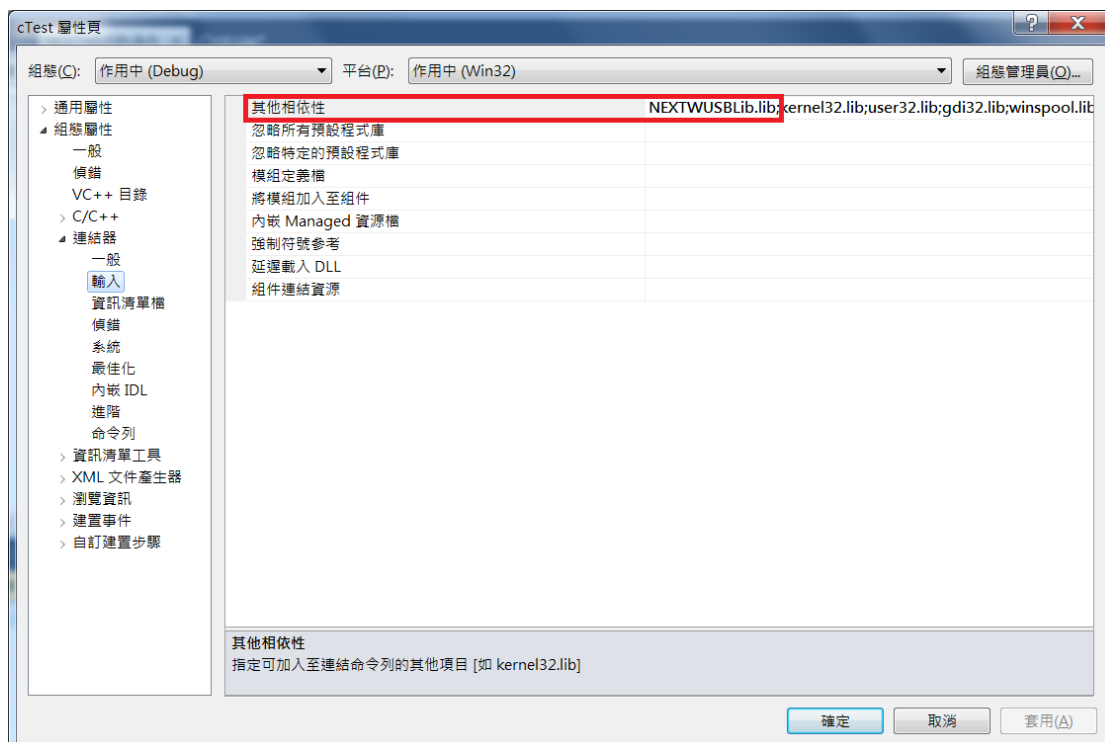 cTest 屬性頁
組態(C): 作用中 (Debug) 平台(P): 作用中 (Win32) 組態管理員(O)...
通用屬性
組態屬性
一般
偵錯
VC++ 目錄
C/C++
連結器
一般
輸入
資訊清單檔
偵錯
系統
最佳化
內嵌 IDL
進階
命令列
資訊清單工具
XML 文件產生器
瀏覽資訊
建置事件
自訂建置步驟
其他相依性 NEXTWUSBLib.lib;kernel32.lib;user32.lib;gdi32.lib;winspool.lib
忽略所有預設程式庫
忽略特定的預設程式庫
模組定義檔
將模組加入至組件
內嵌 Managed 資源檔
強制符號參考
延遲載入 DLL
組件連結資源
其他相依性
指定可加入至連結命令列的其他項目 [如 kernel32.lib]
確定 取消 套用(A)